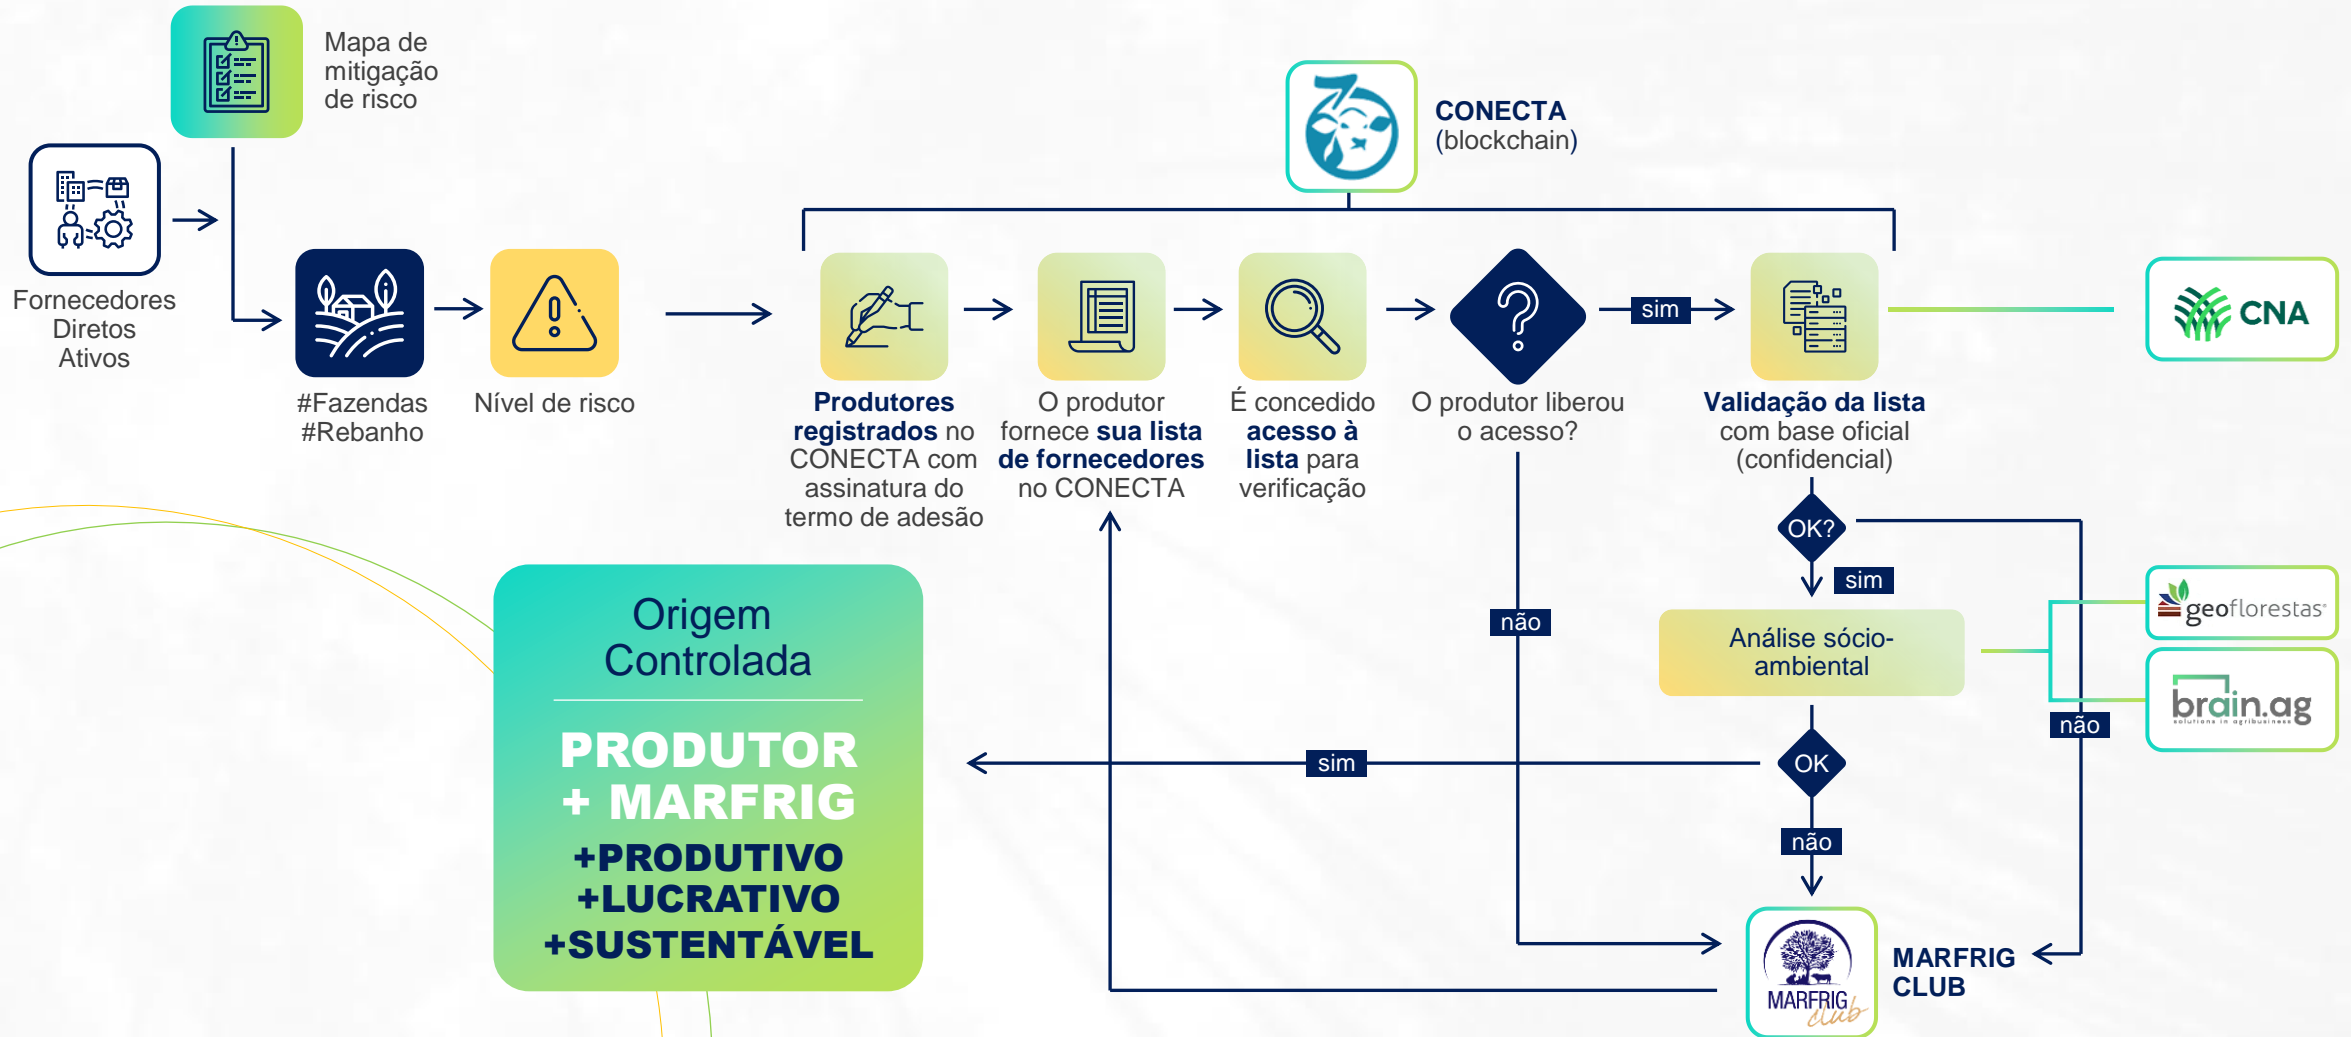 Mapa de
mitigação
de risco
Fornecedores
Diretos
Ativos
#Fazendas
#Rebanho
Nível de risco
CONECTA
(blockchain)
Produtores
registrados no
CONECTA com
assinatura do
termo de adesão
O produtor
fornece sua lista
de fornecedores
no CONECTA
É concedido
acesso à
lista para
verificação
O produtor liberou
o acesso?
sim
Validação da lista
com base oficial
(confidencial)
CNA
OK?
sim
não
não
Análise sócio-
ambiental
geoflorestas
brain.ag
solutions in agribusiness
OK
sim
não
MARFRIG
club
MARFRIG
CLUB
Origem
Controlada
PRODUTOR
+ MARFRIG
+PRODUTIVO
+LUCRATIVO
+SUSTENTÁVEL